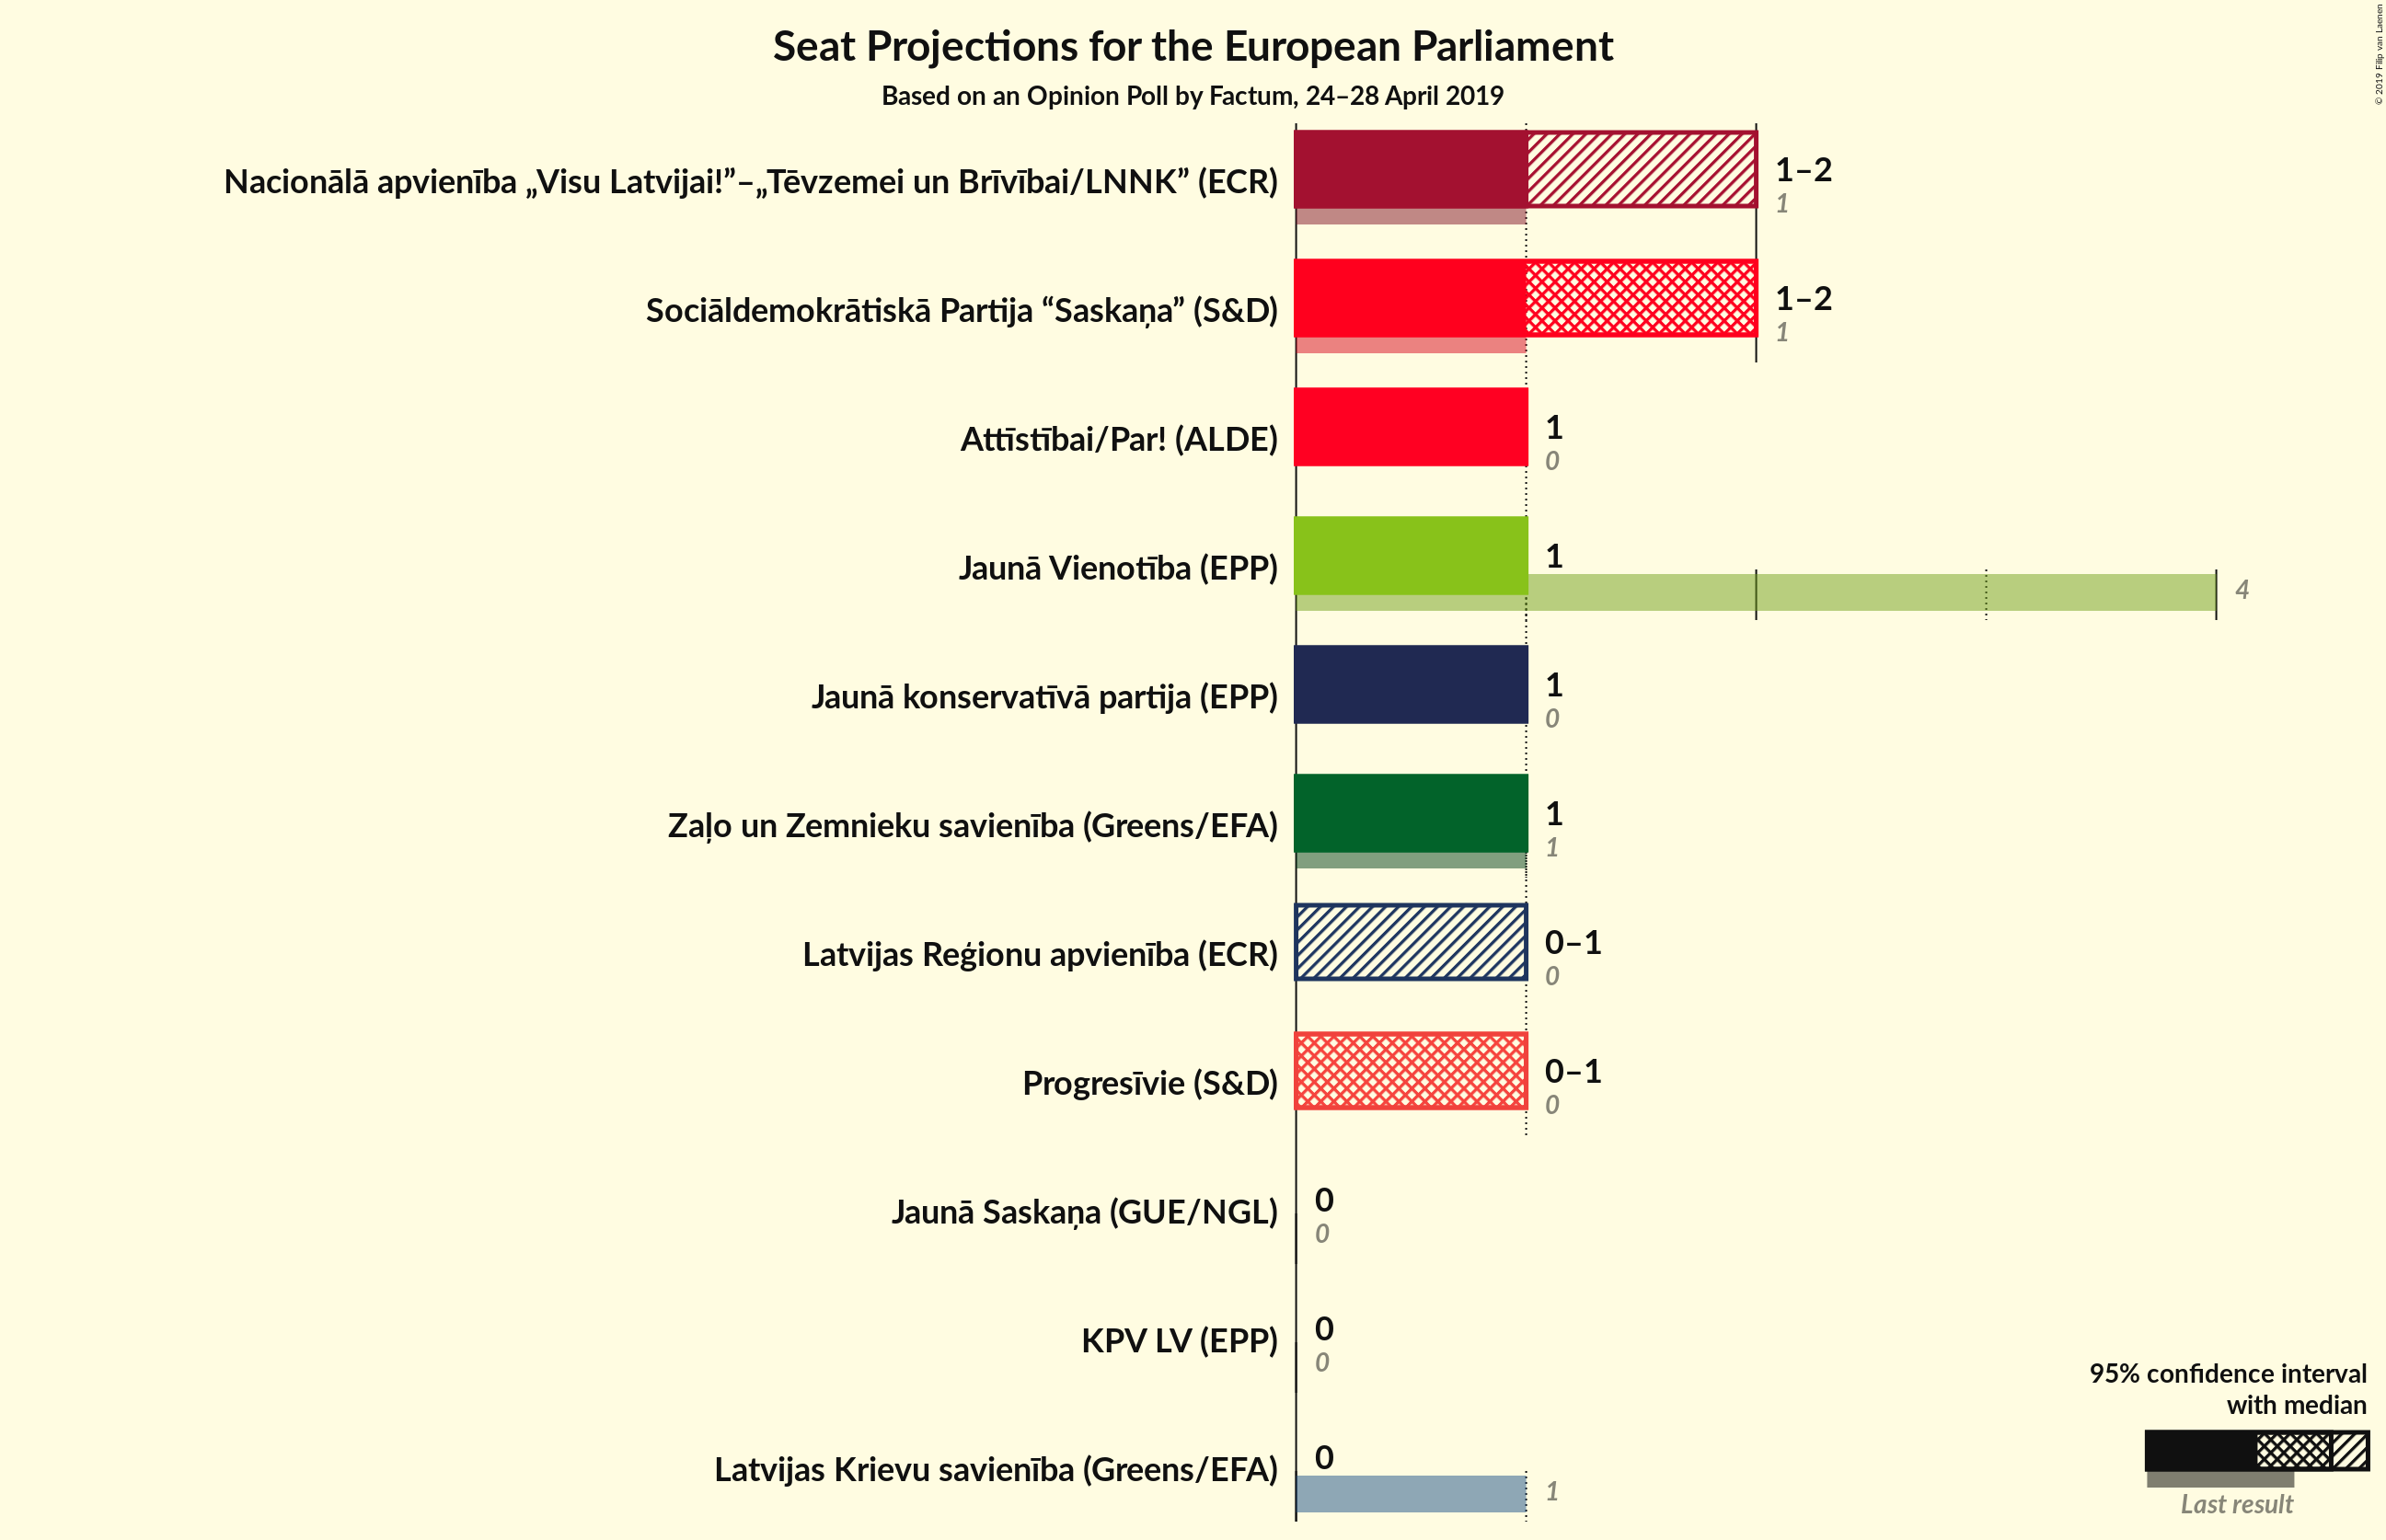 Seat Projections for the European Parliament
Based on an Opinion Poll by Factum, 24–28 April 2019
© 2019 Filip van Laenen
Nacionālā apvienība „Visu Latvijai!”–„Tēvzemei un Brīvībai/LNNK” (ECR)
1–2
1
Sociāldemokrātiskā Partija “Saskaņa” (S&D)
1–2
1
Attīstībai/Par! (ALDE)
1
0
Jaunā Vienotība (EPP)
1
4
Jaunā konservatīvā partija (EPP)
1
0
Zaļo un Zemnieku savienība (Greens/EFA)
1
1
Latvijas Reģionu apvienība (ECR)
0–1
0
Progresīvie (S&D)
0–1
0
Jaunā Saskaņa (GUE/NGL)
0
0
KPV LV (EPP)
0
0
Latvijas Krievu savienība (Greens/EFA)
0
1
95% confidence interval
with median
Last result